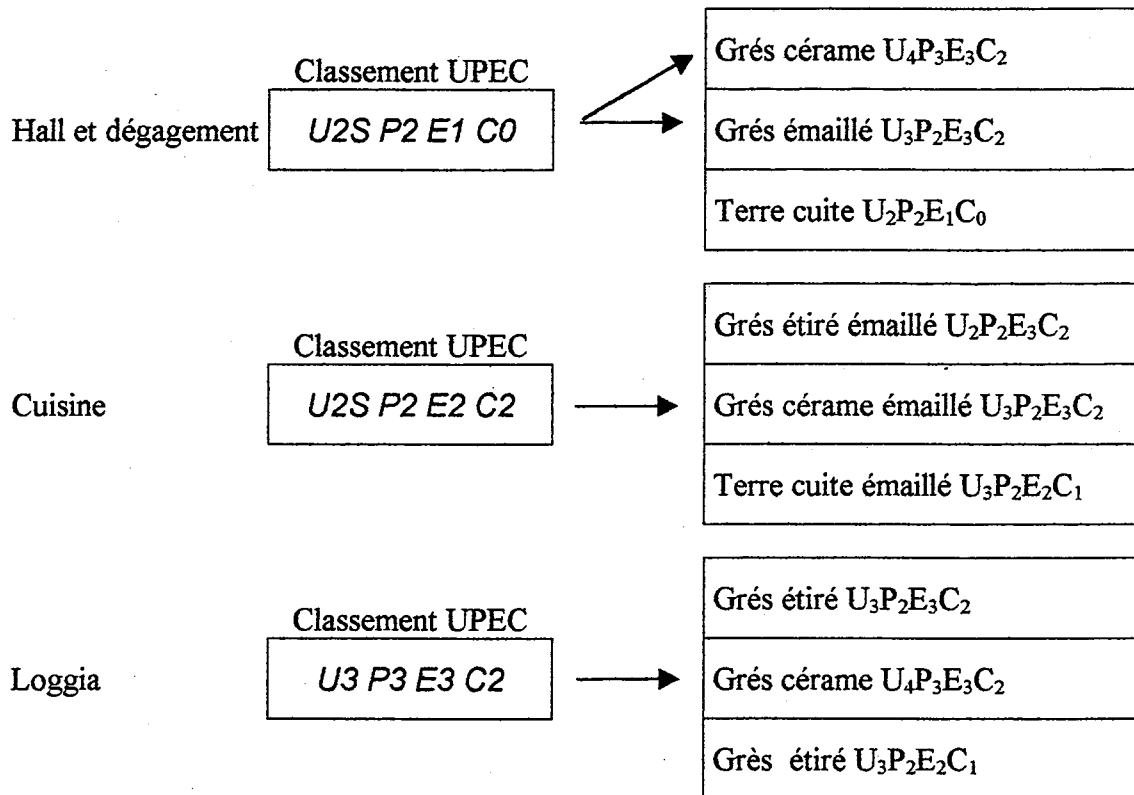 Grés cérame U₄P₃E₃C₂
Classement UPEC
Hall et dégagement
U2S P2 E1 C0
Grés émaillé U₃P₂E₃C₂
Terre cuite U₂P₂E₁C₀
Grés étiré émaillé U₂P₂E₃C₂
Classement UPEC
Cuisine
U2S P2 E2 C2
Grés cérame émaillé U₃P₂E₃C₂
Terre cuite émaillé U₃P₂E₂C₁
Grés étiré U₃P₂E₃C₂
Classement UPEC
Loggia
U3 P3 E3 C2
Grés cérame U₄P₃E₃C₂
Grès étiré U₃P₂E₂C₁